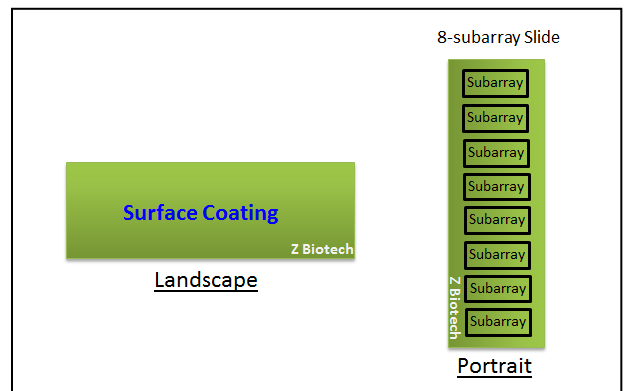 8-subarray Slide
Subarray
Subarray
Subarray
Subarray
Subarray
Subarray
Subarray
Subarray
Z Biotech
Portrait
Surface Coating
Z Biotech
Landscape